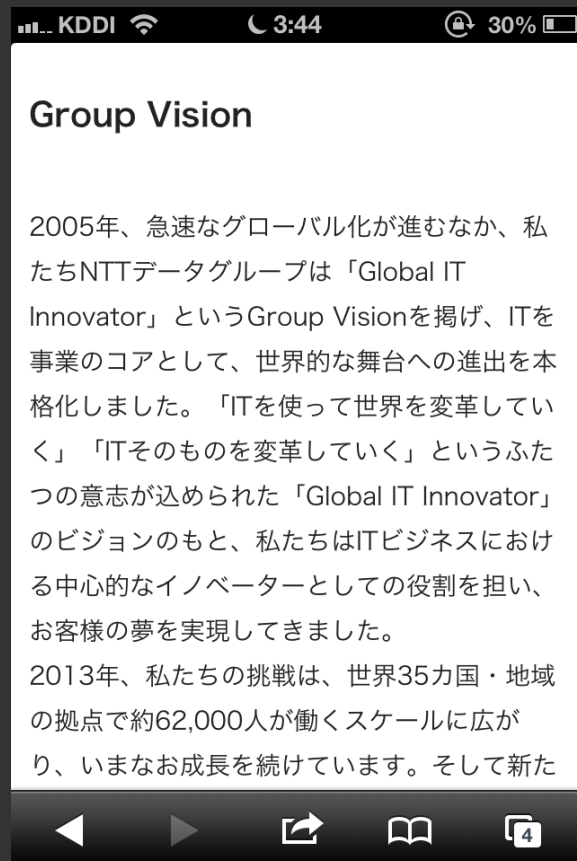 KDDI 3:44 30%
Group Vision
2005年、急速なグローバル化が進むなか、私
たちNTTデータグループは「Global IT
Innovator」というGroup Visionを掲げ、ITを
事業のコアとして、世界的な舞台への進出を本
格化しました。「ITを使って世界を変革してい
く」「ITそのものを変革していく」というふた
つの意志が込められた「Global IT Innovator」
のビジョンのもと、私たちはITビジネスにおけ
る中心的なイノベーターとしての役割を担い、
お客様の夢を実現してきました。
2013年、私たちの挑戦は、世界35カ国・地域
の拠点で約62,000人が働くスケールに広が
り、いまなお成長を続けています。そして新た
4